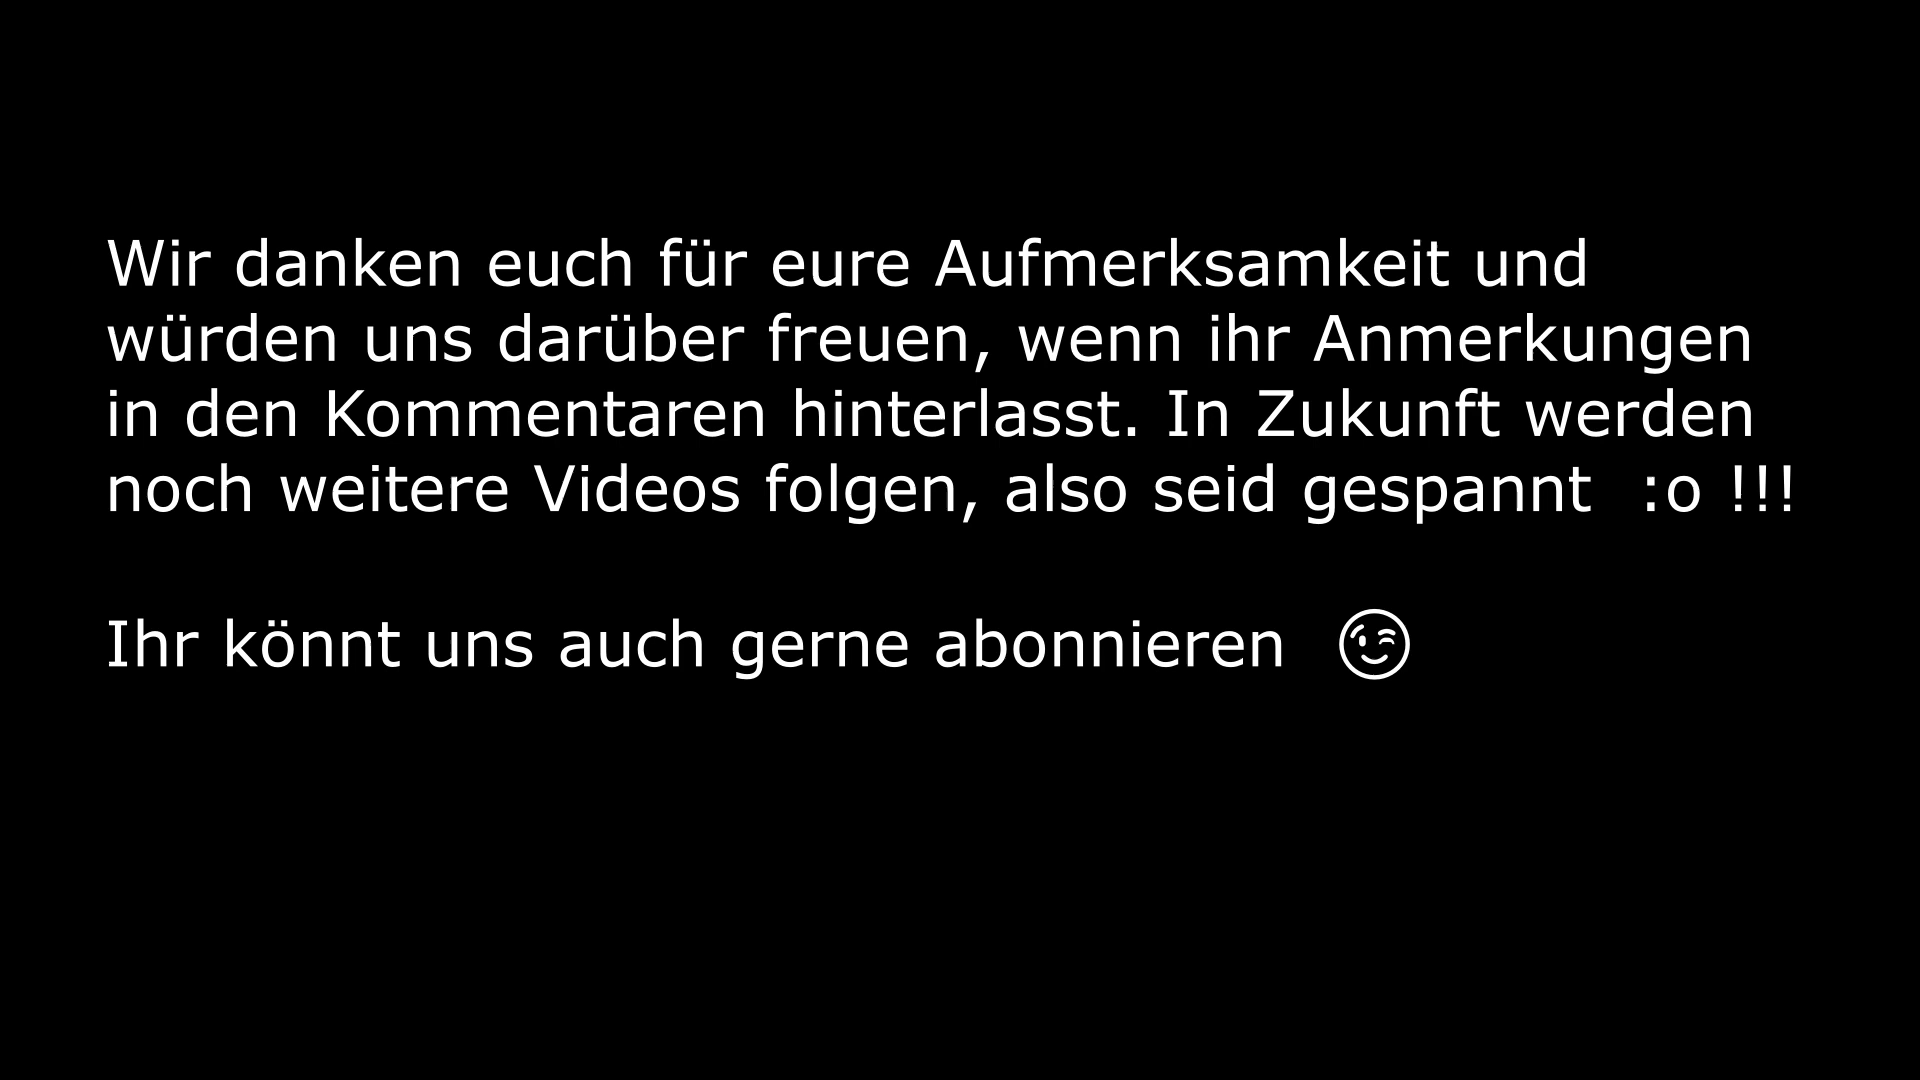 Wir danken euch für eure Aufmerksamkeit und
würden uns darüber freuen, wenn ihr Anmerkungen
in den Kommentaren hinterlasst. In Zukunft werden
noch weitere Videos folgen, also seid gespannt  :o !!!
Ihr könnt uns auch gerne abonnieren  😉